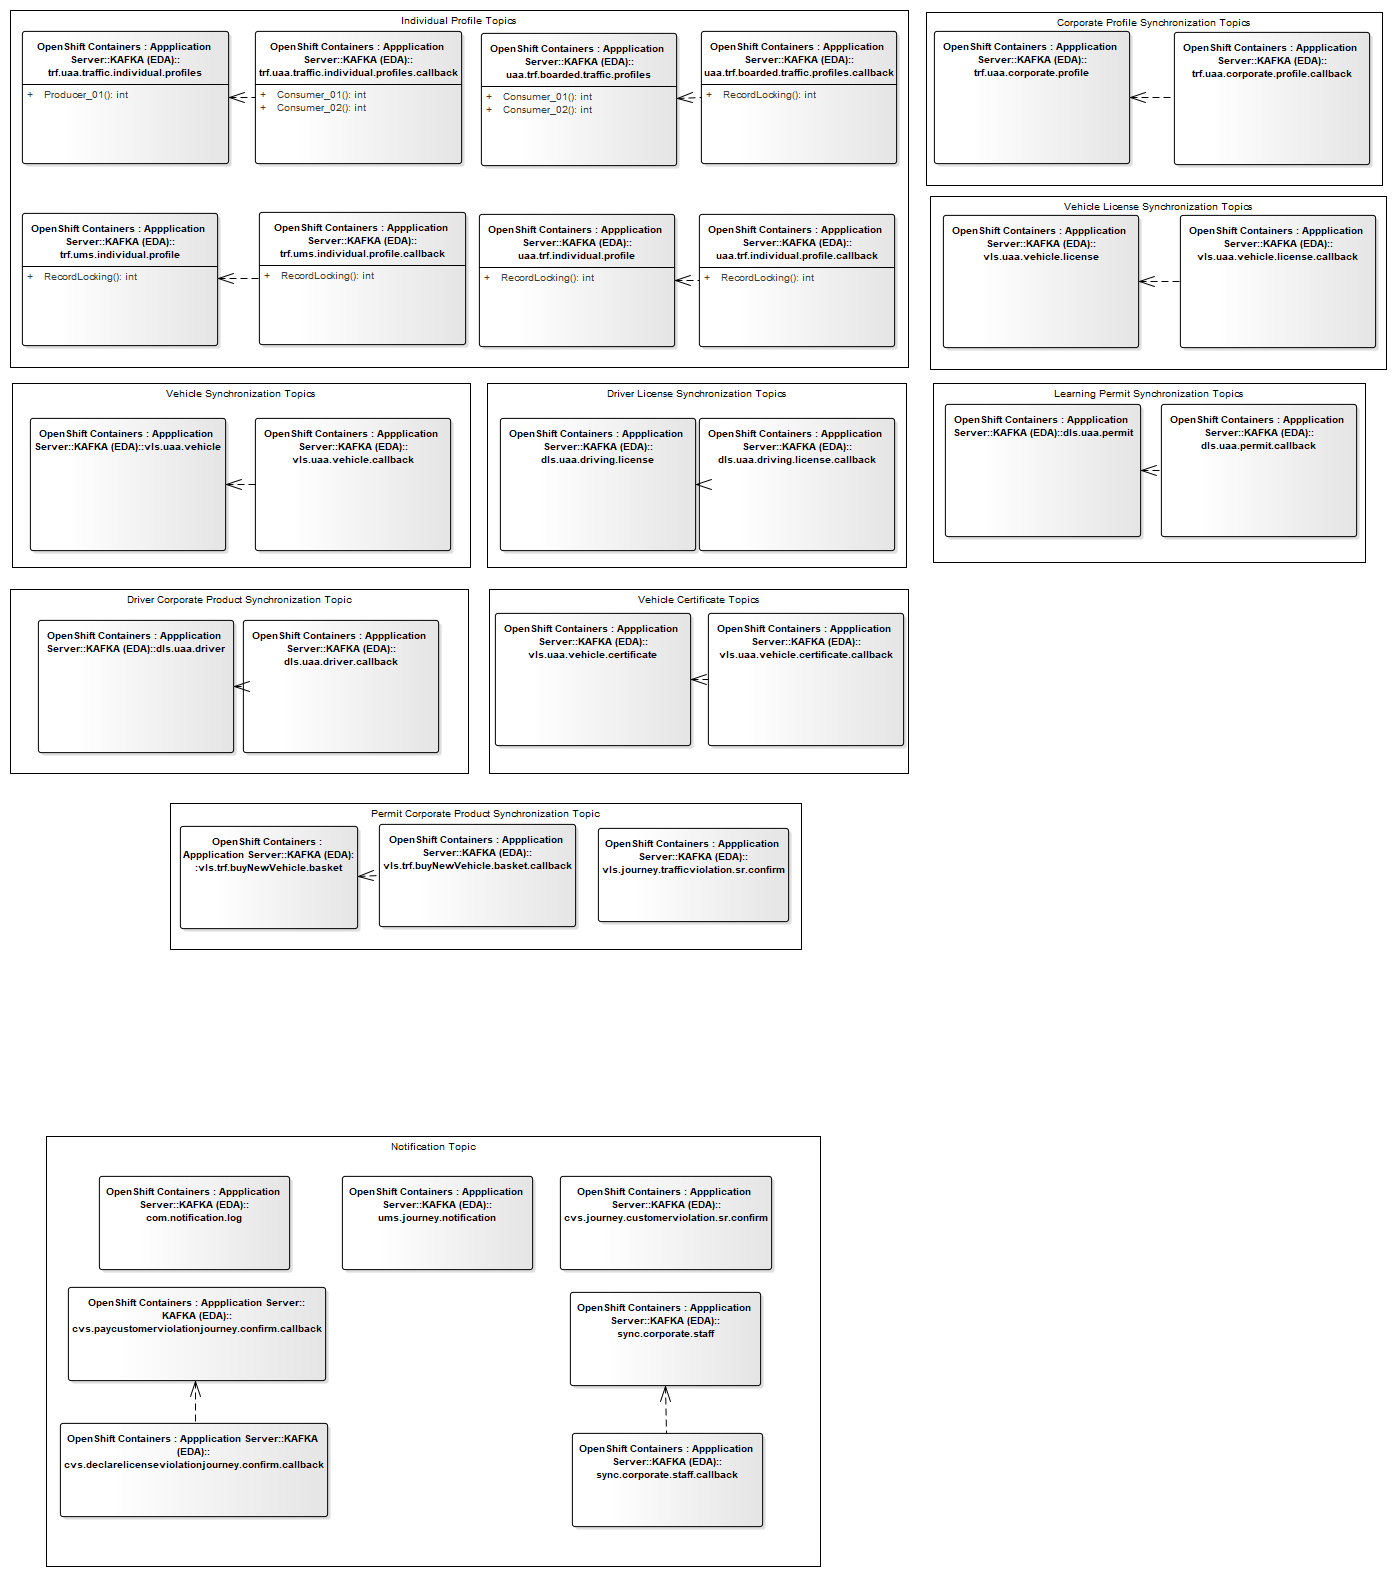 Individual Profile Topics
OpenShift Containers : Appplication
Server::KAFKA (EDA)::
trf.uaa.traffic.individual.profiles
+ Producer_01(): int
OpenShift Containers : Appplication
Server::KAFKA (EDA)::
trf.uaa.traffic.individual.profiles.callback
+ Consumer_01(): int
+ Consumer_02(): int
OpenShift Containers : Appplication
Server::KAFKA (EDA)::
uaa.trf.boarded.traffic.profiles
+ Consumer_01(): int
+ Consumer_02(): int
OpenShift Containers : Appplication
Server::KAFKA (EDA)::
uaa.trf.boarded.traffic.profiles.callback
+ RecordLocking(): int
OpenShift Containers : Appplication
Server::KAFKA (EDA)::
trf.ums.individual.profile
+ RecordLocking(): int
OpenShift Containers : Appplication
Server::KAFKA (EDA)::
trf.ums.individual.profile.callback
+ RecordLocking(): int
OpenShift Containers : Appplication
Server::KAFKA (EDA)::
uaa.trf.individual.profile
+ RecordLocking(): int
OpenShift Containers : Appplication
Server::KAFKA (EDA)::
uaa.trf.individual.profile.callback
+ RecordLocking(): int
Corporate Profile Synchronization Topics
OpenShift Containers : Appplication
Server::KAFKA (EDA)::
trf.uaa.corporate.profile
OpenShift Containers : Appplication
Server::KAFKA (EDA)::
trf.uaa.corporate.profile.callback
Vehicle License Synchronization Topics
OpenShift Containers : Appplication
Server::KAFKA (EDA)::
vls.uaa.vehicle.license
OpenShift Containers : Appplication
Server::KAFKA (EDA)::
vls.uaa.vehicle.license.callback
Vehicle Synchronization Topics
OpenShift Containers : Appplication
Server::KAFKA (EDA)::vls.uaa.vehicle
OpenShift Containers : Appplication
Server::KAFKA (EDA)::
vls.uaa.vehicle.callback
Driver License Synchronization Topics
OpenShift Containers : Appplication
Server::KAFKA (EDA)::
dls.uaa.driving.license
OpenShift Containers : Appplication
Server::KAFKA (EDA)::
dls.uaa.driving.license.callback
Learning Permit Synchronization Topics
OpenShift Containers : Appplication
Server::KAFKA (EDA)::dls.uaa.permit
OpenShift Containers : Appplication
Server::KAFKA (EDA)::
dls.uaa.permit.callback
Driver Corporate Product Synchronization Topic
OpenShift Containers : Appplication
Server::KAFKA (EDA)::dls.uaa.driver
OpenShift Containers : Appplication
Server::KAFKA (EDA)::
dls.uaa.driver.callback
Vehicle Certificate Topics
OpenShift Containers : Appplication
Server::KAFKA (EDA)::
vls.uaa.vehicle.certificate
OpenShift Containers : Appplication
Server::KAFKA (EDA)::
vls.uaa.vehicle.certificate.callback
Permit Corporate Product Synchronization Topic
OpenShift Containers :
Appplication Server::KAFKA (EDA):
:vls.trf.buyNewVehicle.basket
OpenShift Containers : Appplication
Server::KAFKA (EDA)::
vls.trf.buyNewVehicle.basket.callback
OpenShift Containers : Appplication
Server::KAFKA (EDA)::
vls.journey.trafficviolation.sr.confirm
Notification Topic
OpenShift Containers : Appplication
Server::KAFKA (EDA)::
com.notification.log
OpenShift Containers : Appplication
Server::KAFKA (EDA)::
ums.journey.notification
OpenShift Containers : Appplication
Server::KAFKA (EDA)::
cvs.journey.customerviolation.sr.confirm
OpenShift Containers : Appplication Server::
KAFKA (EDA)::
cvs.paycustomerviolationjourney.confirm.callback
OpenShift Containers : Appplication
Server::KAFKA (EDA)::
sync.corporate.staff
OpenShift Containers : Appplication Server::KAFKA
(EDA)::
cvs.declarelicenseviolationjourney.confirm.callback
OpenShift Containers : Appplication
Server::KAFKA (EDA)::
sync.corporate.staff.callback